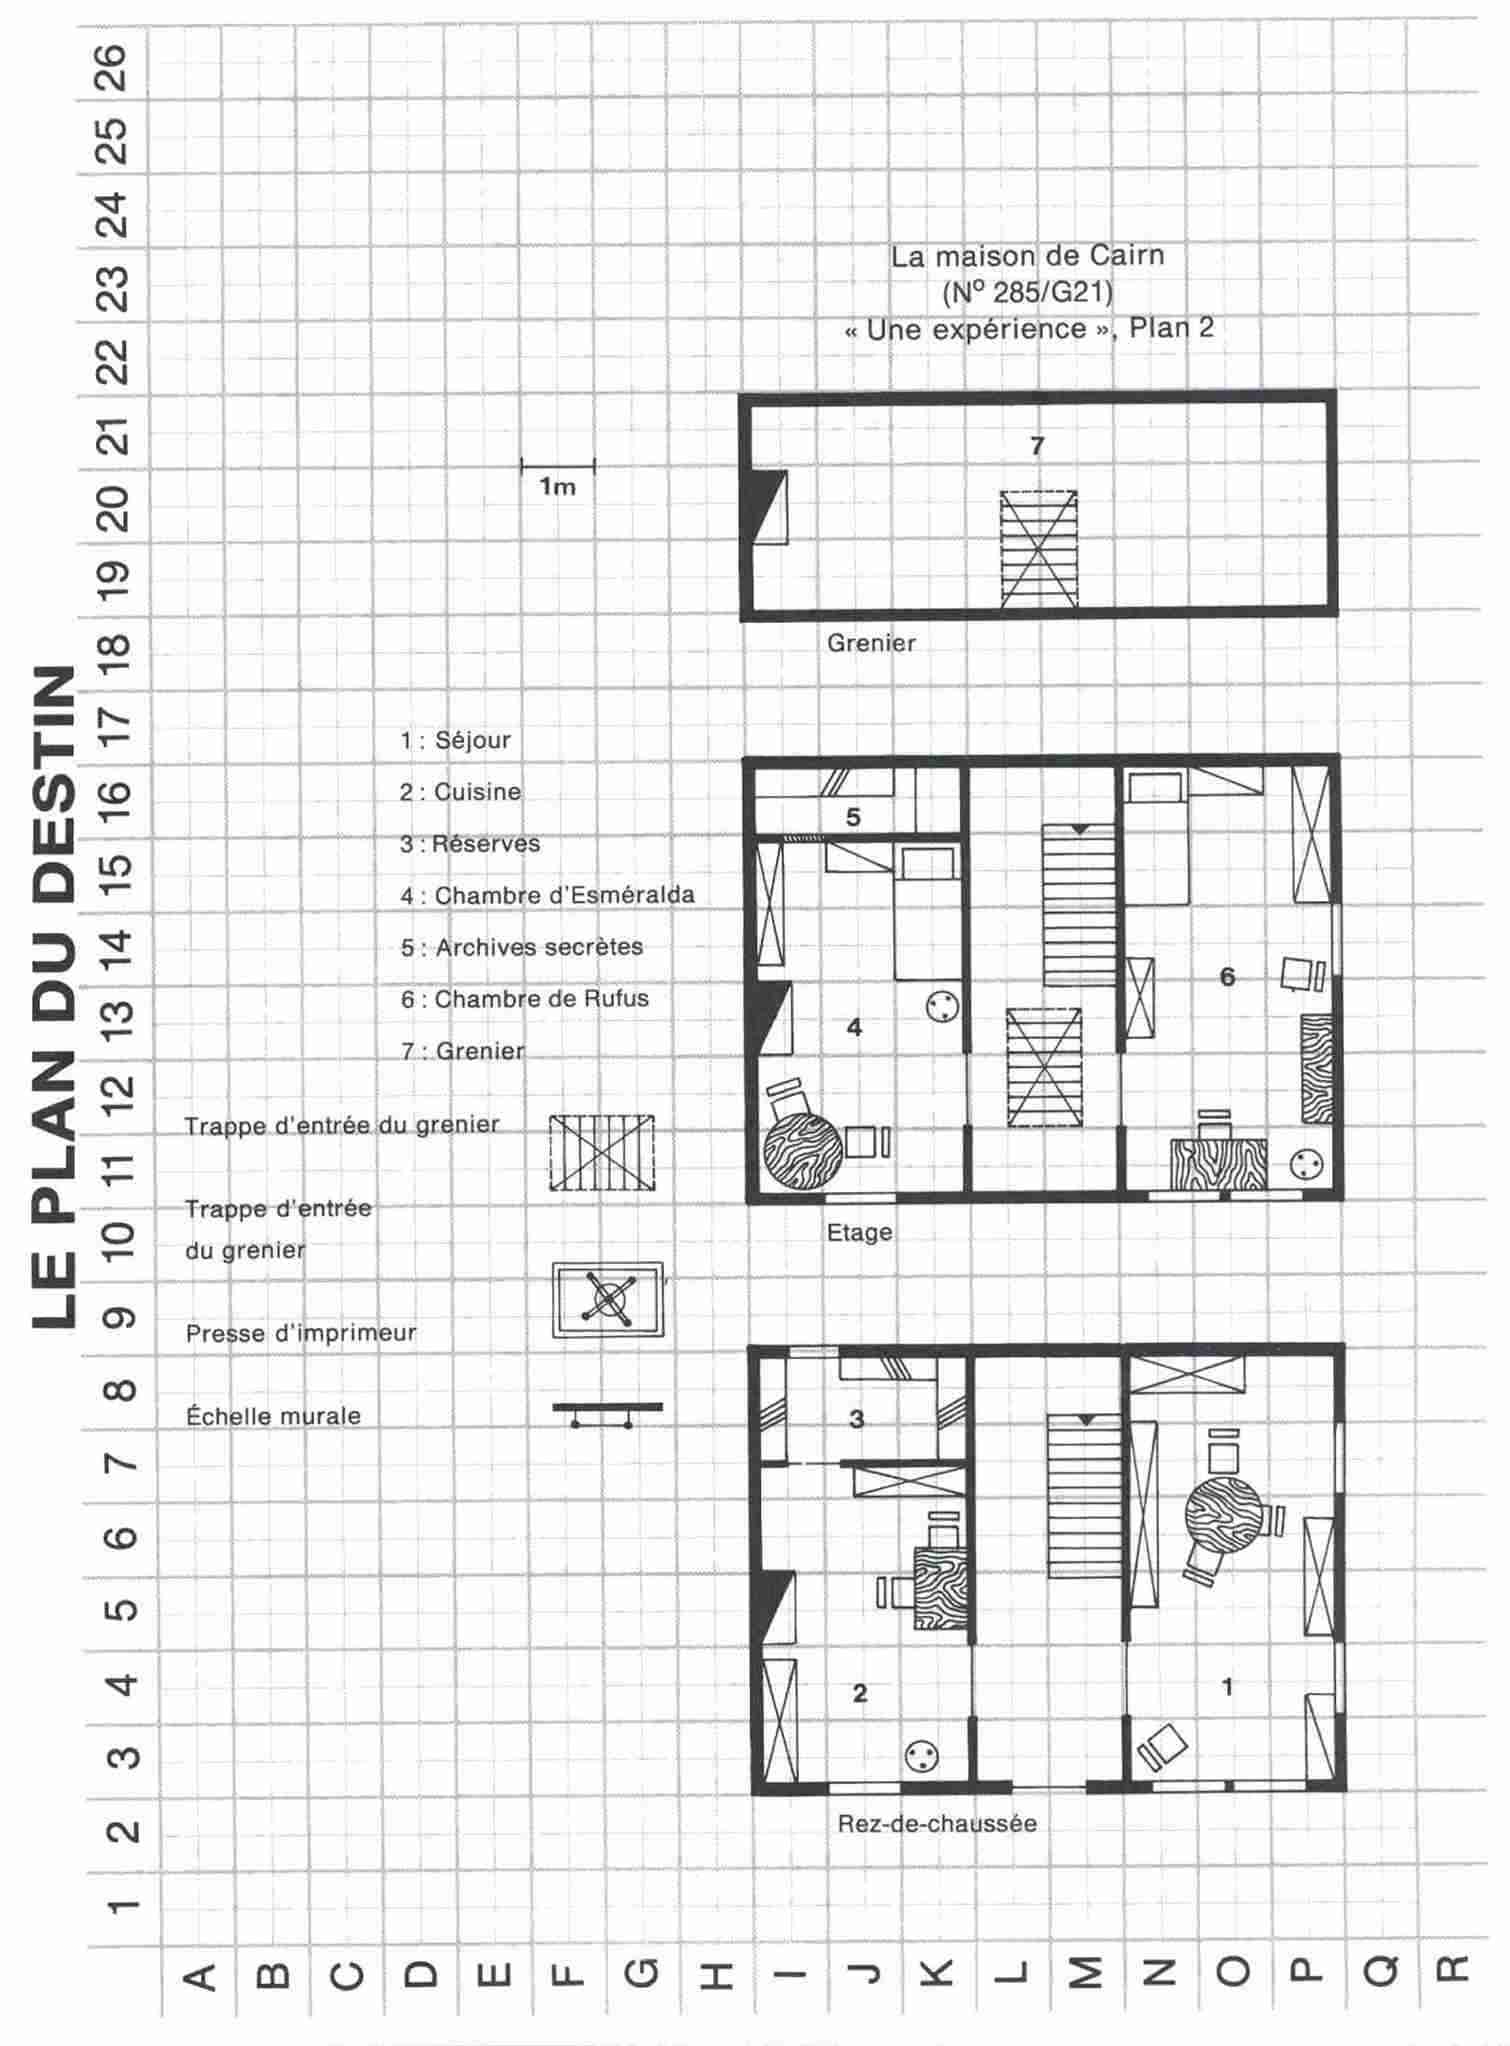 LE PLAN DU DESTIN
26
25
24
23
22
21
20
19
18
17
16
15
14
13
12
11
10
9
8
7
6
5
4
3
2
1
La maison de Cairn
(Nº 285/G21)
« Une expérience », Plan 2
7
1m
Grenier
1 : Séjour
2 : Cuisine
3 : Réserves
4 : Chambre d'Esméralda
5 : Archives secrètes
6 : Chambre de Rufus
7 : Grenier
5
4
6
Etage
Trappe d'entrée du grenier
Trappe d'entrée
du grenier
Presse d'imprimeur
Échelle murale
3
2
1
Rez-de-chaussée
A B C D E F G H I J K L M N O P Q R